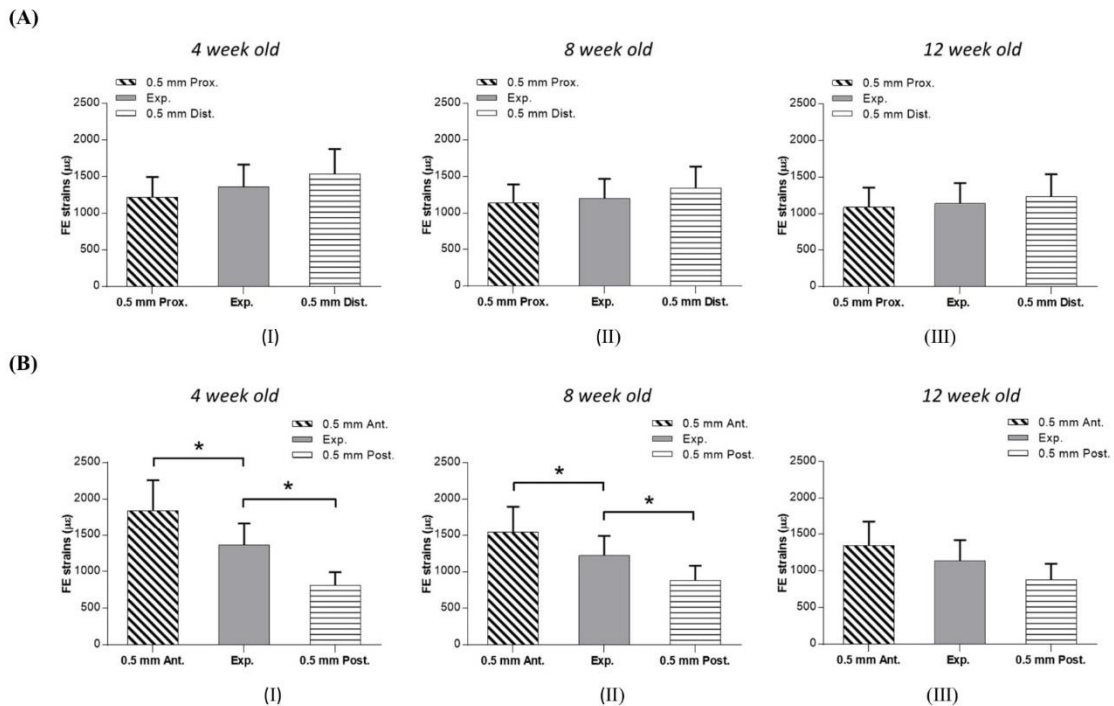 (A)
4 week old
0.5 mm Prox.
Exp.
0.5 mm Dist.
FE strains (µε)
2500
2000
1500
1000
500
0
0.5 mm Prox. Exp. 0.5 mm Dist.
(I)
8 week old
0.5 mm Prox.
Exp.
0.5 mm Dist.
FE strains (µε)
2500
2000
1500
1000
500
0
0.5 mm Prox. Exp. 0.5 mm Dist.
(II)
12 week old
0.5 mm Prox.
Exp.
0.5 mm Dist.
FE strains (µε)
2500
2000
1500
1000
500
0
0.5 mm Prox. Exp. 0.5 mm Dist.
(III)
(B)
4 week old
0.5 mm Ant.
Exp.
0.5 mm Post.
FE strains (µε)
2500
2000
1500
1000
500
0
*
*
0.5 mm Ant. Exp. 0.5 mm Post.
(I)
8 week old
0.5 mm Ant.
Exp.
0.5 mm Post.
FE strains (µε)
2500
2000
1500
1000
500
0
*
*
0.5 mm Ant. Exp. 0.5 mm Post.
(II)
12 week old
0.5 mm Ant.
Exp.
0.5 mm Post.
FE strains (µε)
2500
2000
1500
1000
500
0
0.5 mm Ant. Exp. 0.5 mm Post.
(III)